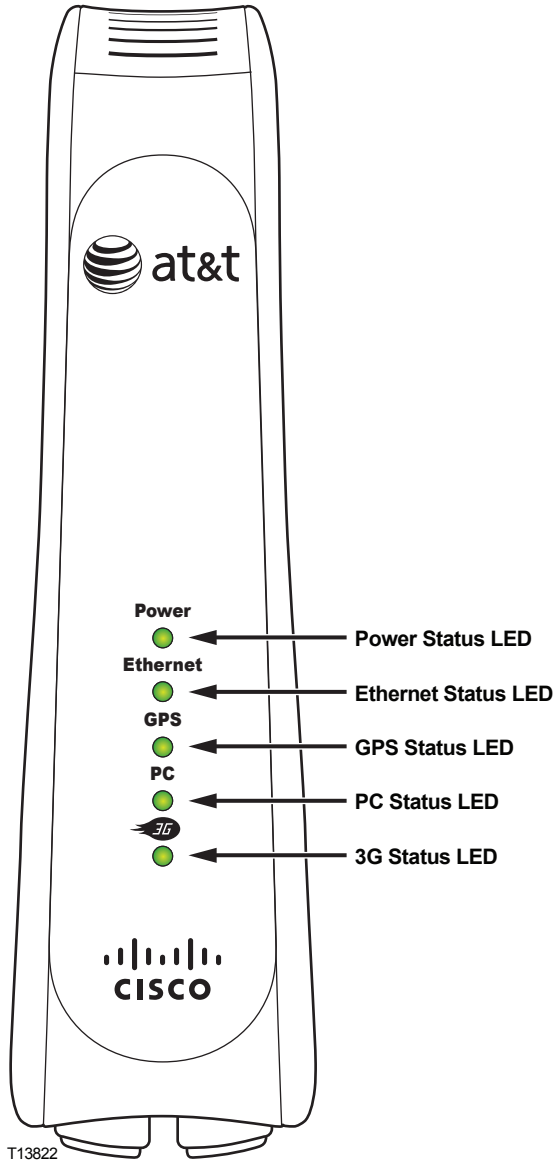 at&t
Power
Power Status LED
Ethernet
Ethernet Status LED
GPS
GPS Status LED
PC
PC Status LED
3G
3G Status LED
CISCO
T13822